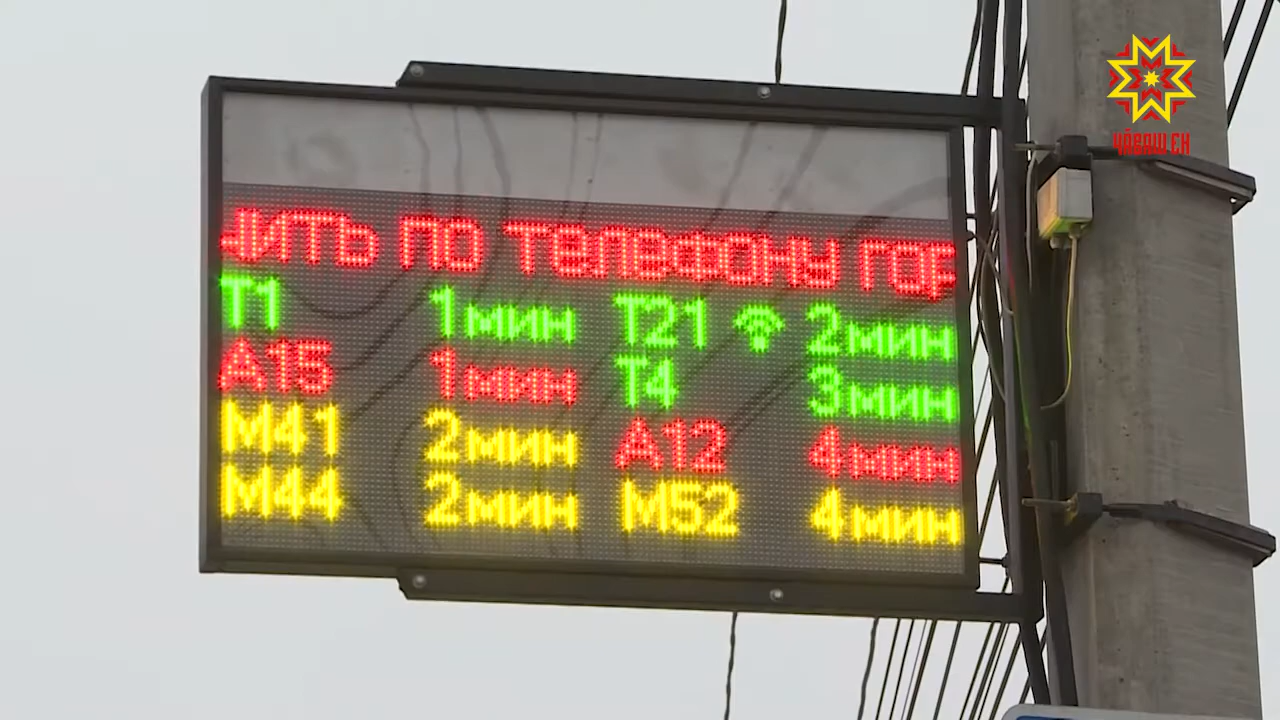 ЧӐВАШ ЕН
ИТЬ ПО ТЕЛЕФОНУ ГОР
Т1 1мин Т21 2мин
А15 1мин Т4 3мин
М41 2мин А12 4мин
М44 2мин М52 4мин